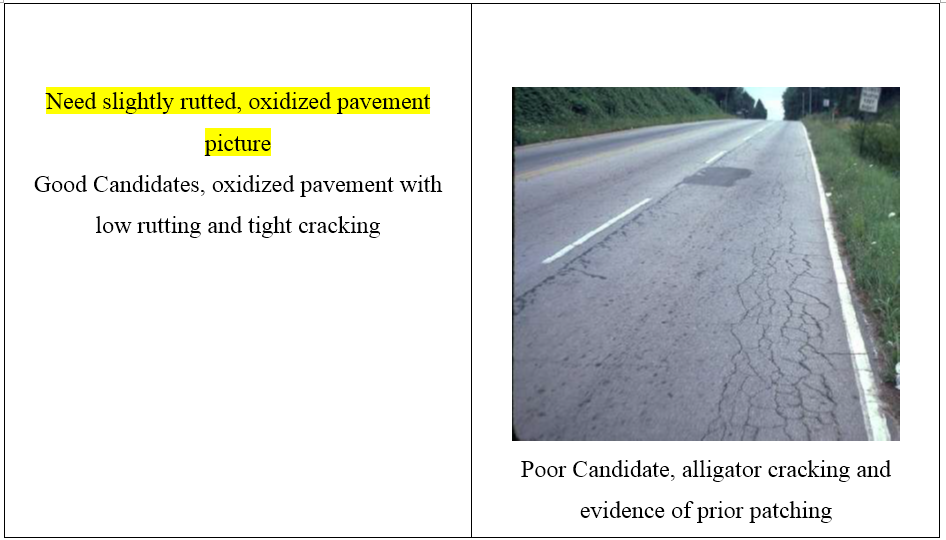 Need slightly rutted, oxidized pavement
picture
Good Candidates, oxidized pavement with
low rutting and tight cracking
Poor Candidate, alligator cracking and
evidence of prior patching